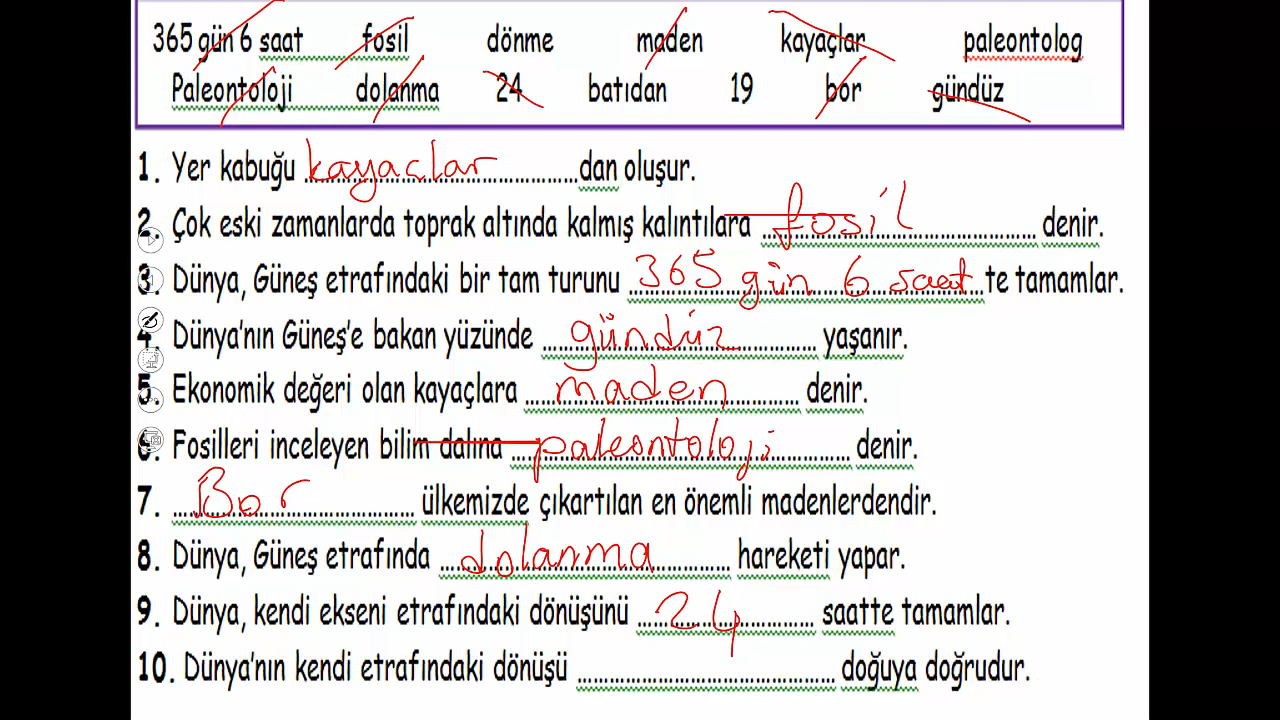 365 gün 6 saat fosil dönme maden kayaçlar paleontolog
Paleontoloji dolanma 24 batıdan 19 bor gündüz
1. Yer kabuğu kayaçlar dan oluşur.
2. Çok eski zamanlarda toprak altında kalmış kalıntılara fosil denir.
3. Dünya, Güneş etrafındaki bir tam turunu 365 gün 6 saat te tamamlar.
4. Dünya'nın Güneş'e bakan yüzünde gündüz yaşanır.
5. Ekonomik değeri olan kayaçlara maden denir.
6. Fosilleri inceleyen bilim dalına paleontoloji denir.
7. Bor ülkemizde çıkartılan en önemli madenlerdendir.
8. Dünya, Güneş etrafında dolanma hareketi yapar.
9. Dünya, kendi ekseni etrafındaki dönüşünü 24 saatte tamamlar.
10. Dünya'nın kendi etrafındaki dönüşü ................ doğuya doğrudur.